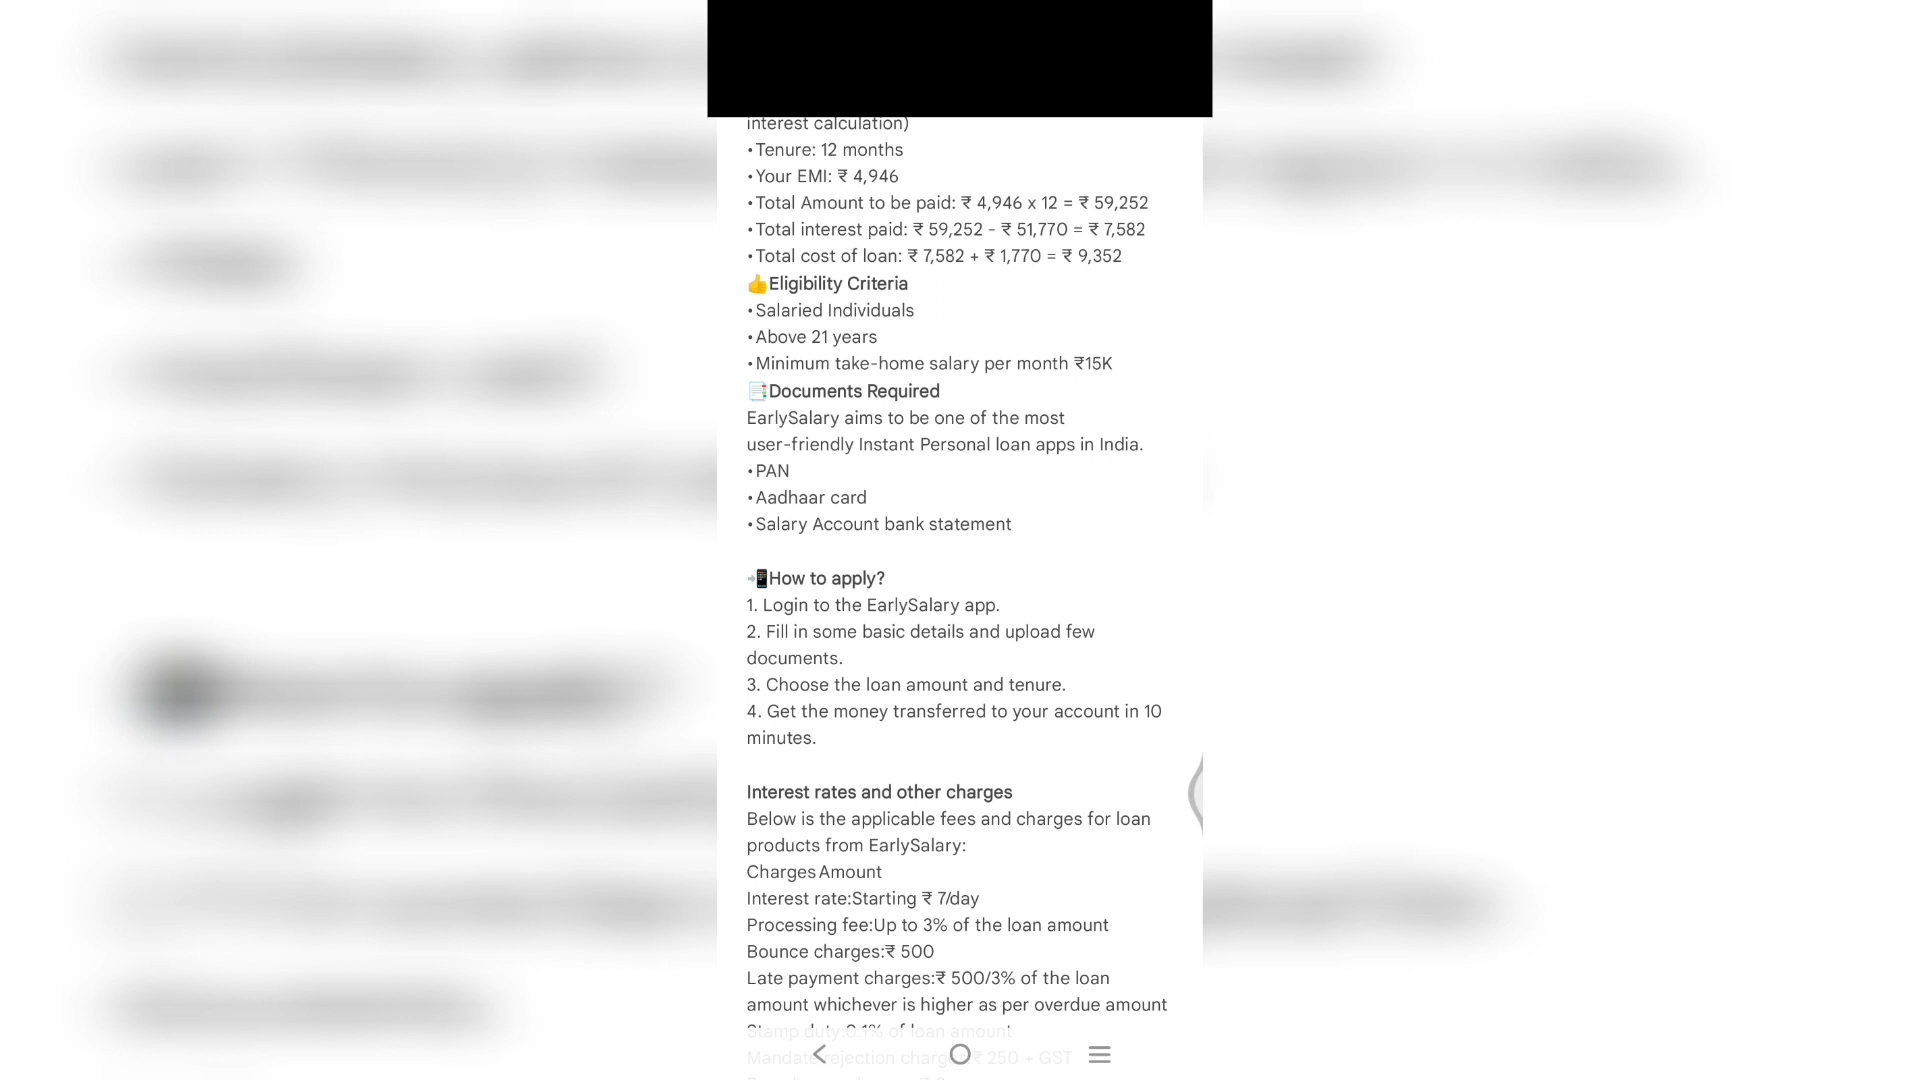 interest calculation)
•Tenure: 12 months
•Your EMI: ₹ 4,946
•Total Amount to be paid: ₹ 4,946 x 12 = ₹ 59,252
•Total interest paid: ₹ 59,252 - ₹ 51,770 = ₹ 7,582
•Total cost of loan: ₹ 7,582 + ₹ 1,770 = ₹ 9,352
👍Eligibility Criteria
•Salaried Individuals
•Above 21 years
•Minimum take-home salary per month ₹15K
📑Documents Required
EarlySalary aims to be one of the most
user-friendly Instant Personal loan apps in India.
•PAN
•Aadhaar card
•Salary Account bank statement
📲How to apply?
1. Login to the EarlySalary app.
2. Fill in some basic details and upload few
documents.
3. Choose the loan amount and tenure.
4. Get the money transferred to your account in 10
minutes.
Interest rates and other charges
Below is the applicable fees and charges for loan
products from EarlySalary:
Charges Amount
Interest rate:Starting ₹ 7/day
Processing fee:Up to 3% of the loan amount
Bounce charges:₹ 500
Late payment charges:₹ 500/3% of the loan
amount whichever is higher as per overdue amount
Stamp duty:0.1% of loan amount
Mandate rejection charge ₹ 250 + GST